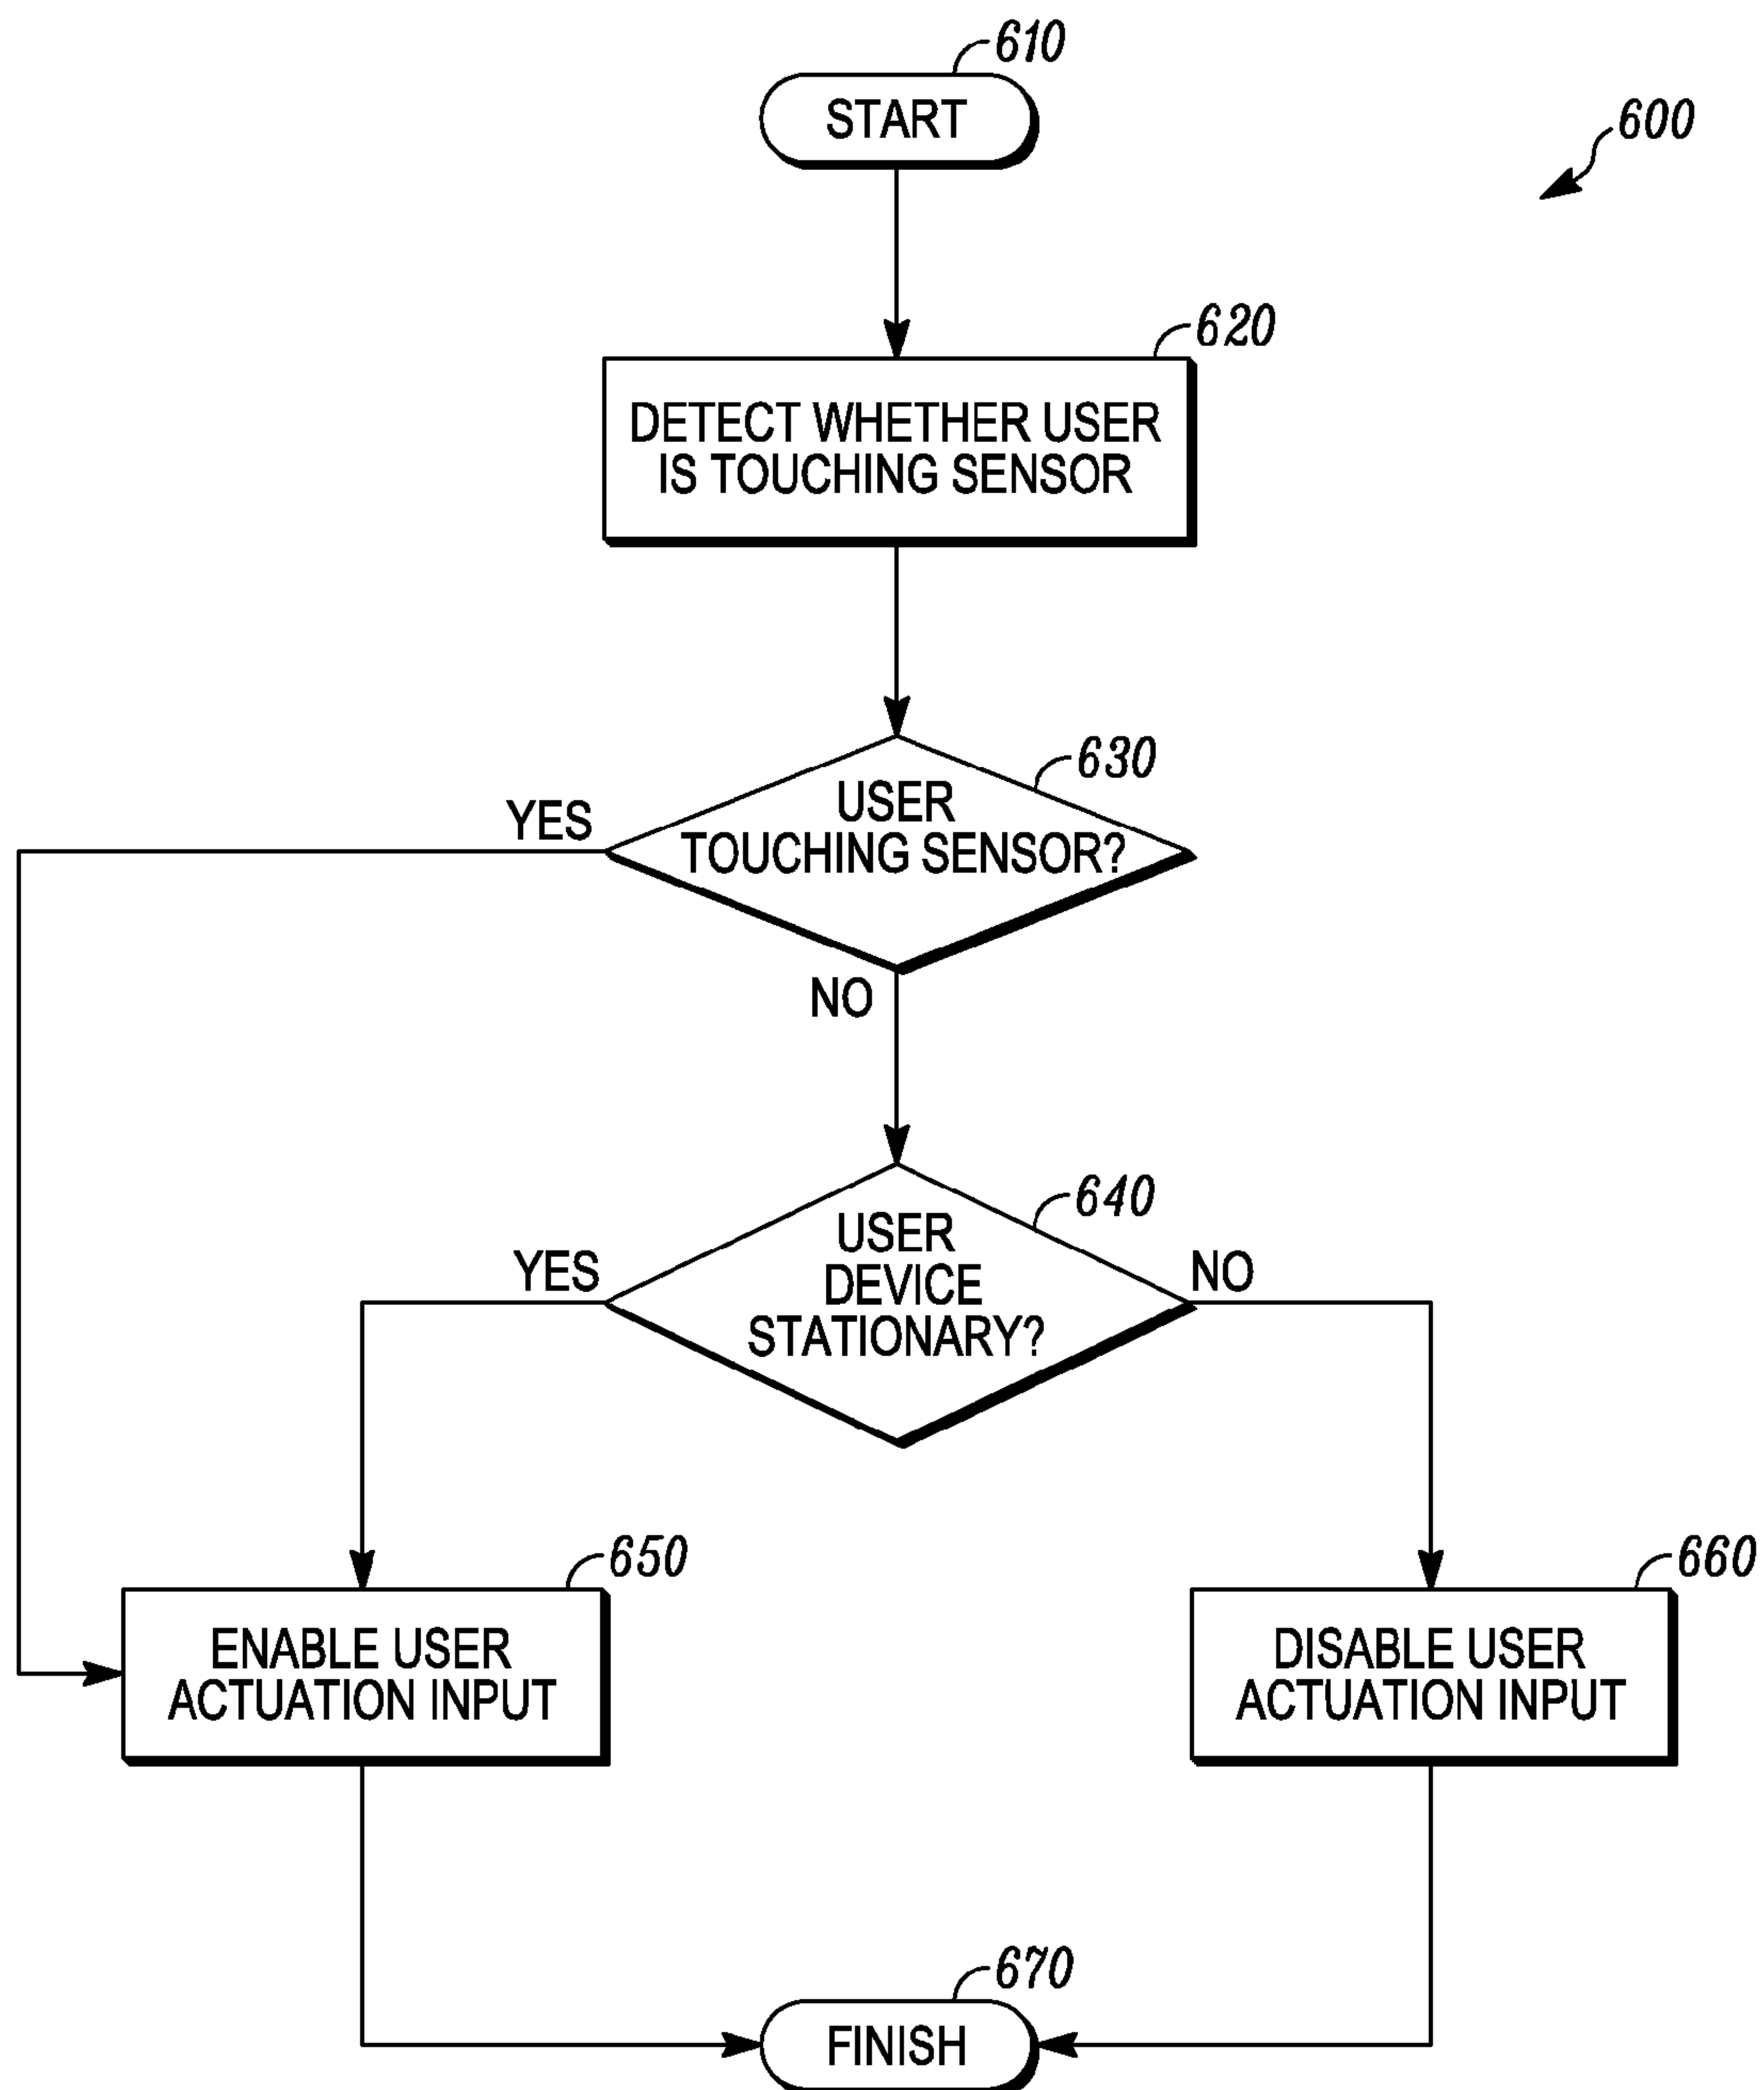 610
START
600
620
DETECT WHETHER USER
IS TOUCHING SENSOR
630
USER
TOUCHING SENSOR?
YES
NO
640
USER
DEVICE
STATIONARY?
YES
NO
650
ENABLE USER
ACTUATION INPUT
660
DISABLE USER
ACTUATION INPUT
670
FINISH